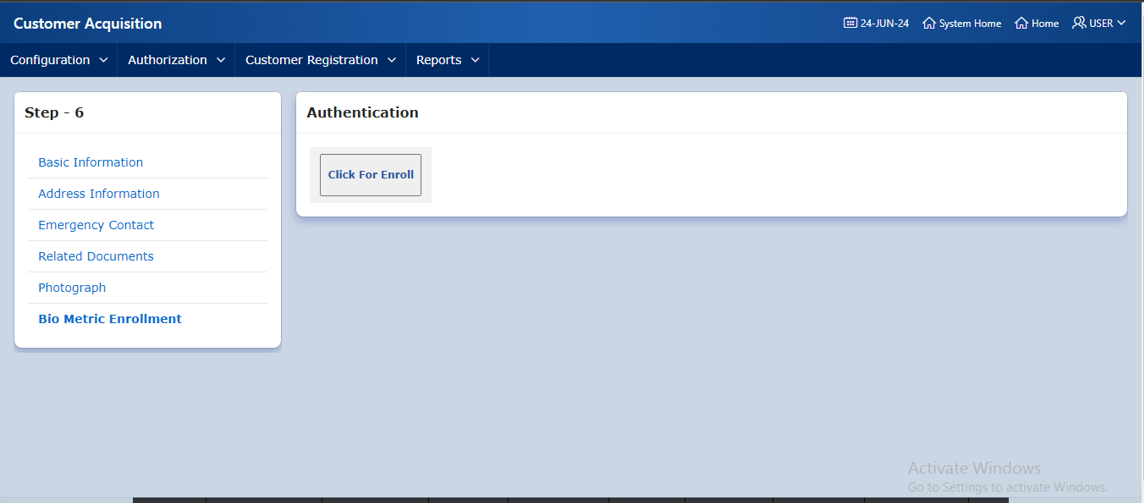 Customer Acquisition
24-JUN-24 System Home Home USER
Configuration Authorization Customer Registration Reports
Step - 6
Basic Information
Address Information
Emergency Contact
Related Documents
Photograph
Bio Metric Enrollment
Authentication
Click For Enroll
Activate Windows
Go to Settings to activate Windows.